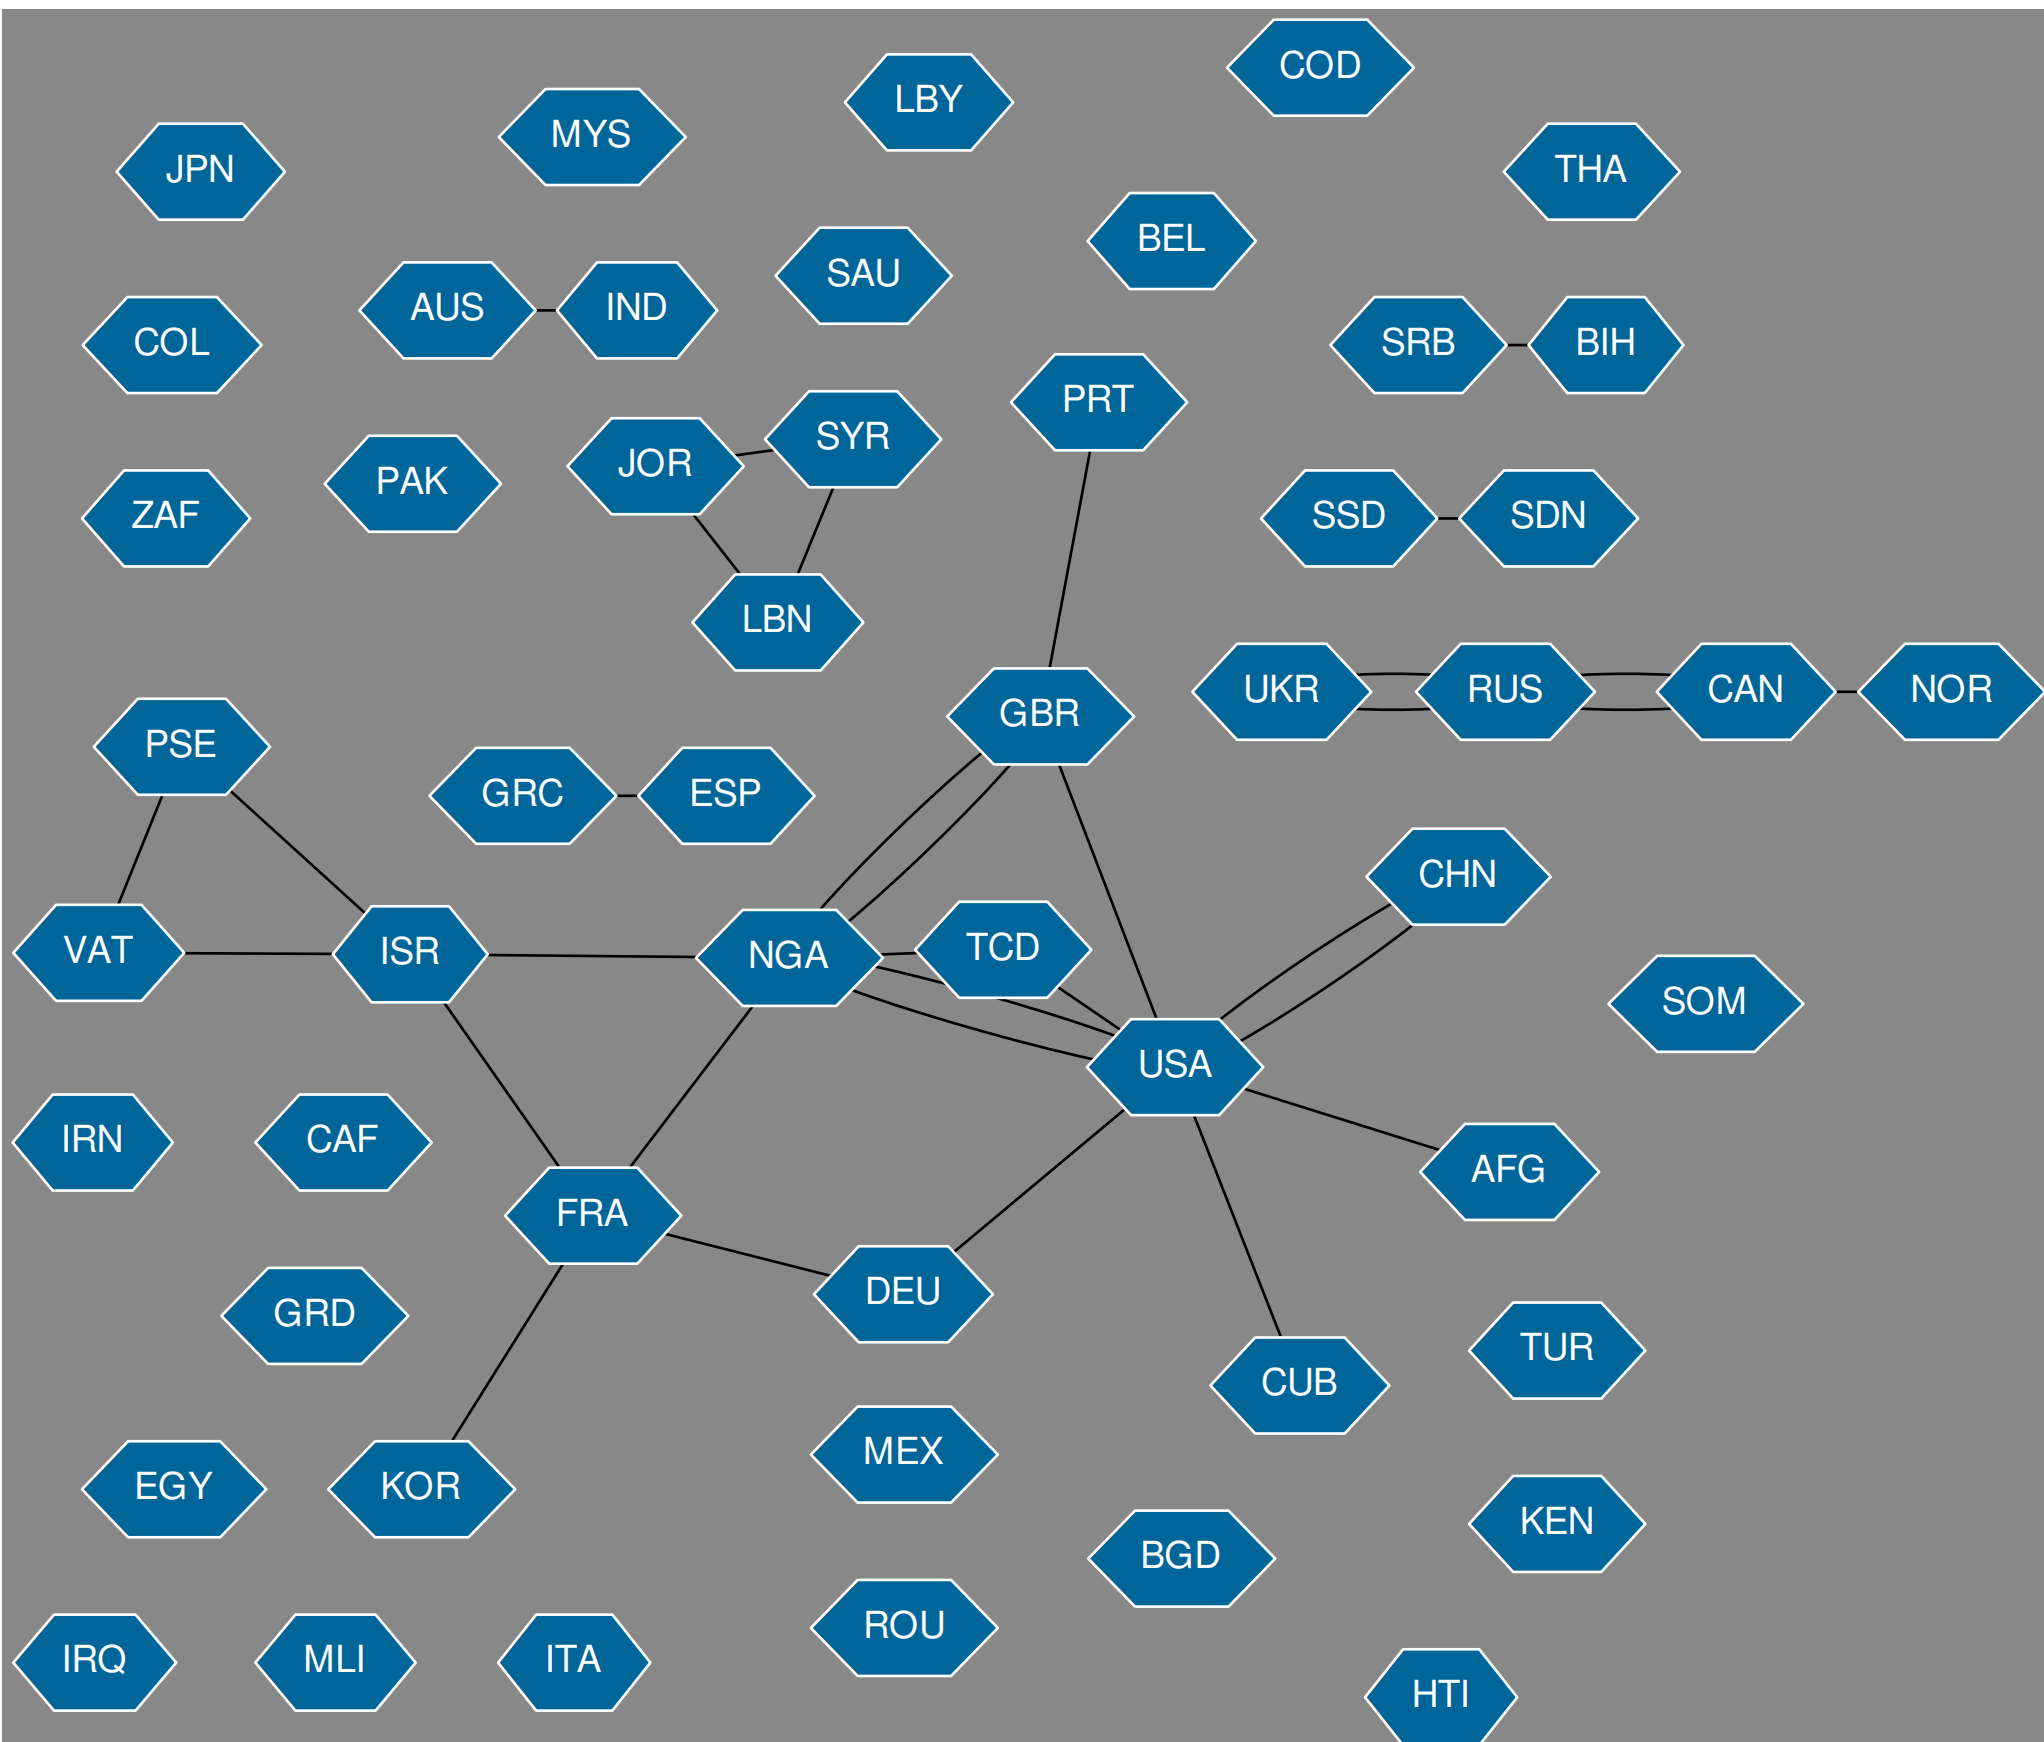 COD
LBY
MYS
JPN
THA
BEL
SAU
AUS
IND
COL
SRB
BIH
PRT
SYR
JOR
PAK
ZAF
SSD
SDN
LBN
UKR
RUS
CAN
NOR
GBR
PSE
GRC
ESP
CHN
VAT
ISR
NGA
TCD
SOM
USA
IRN
CAF
AFG
FRA
DEU
GRD
TUR
CUB
MEX
EGY
KOR
KEN
BGD
ROU
IRQ
MLI
ITA
HTI